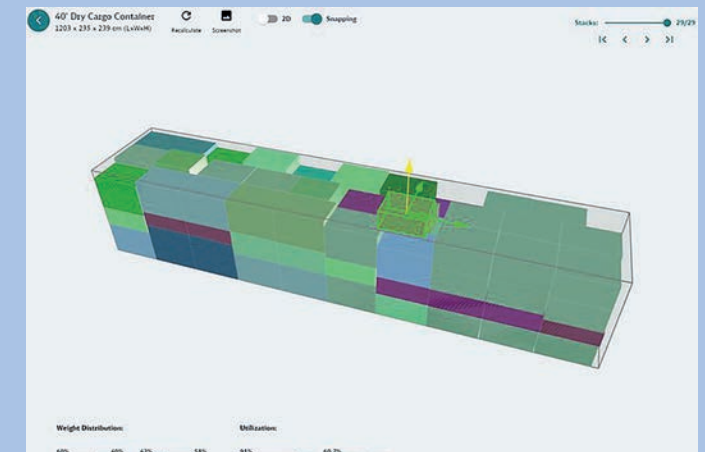 40' Dry Cargo Container
1203 x 235 x 239 cm (LxWxH)
Recalculate
Screenshot
2D
Snapping
Stacks:
29/29
Weight Distribution:
Utilization: